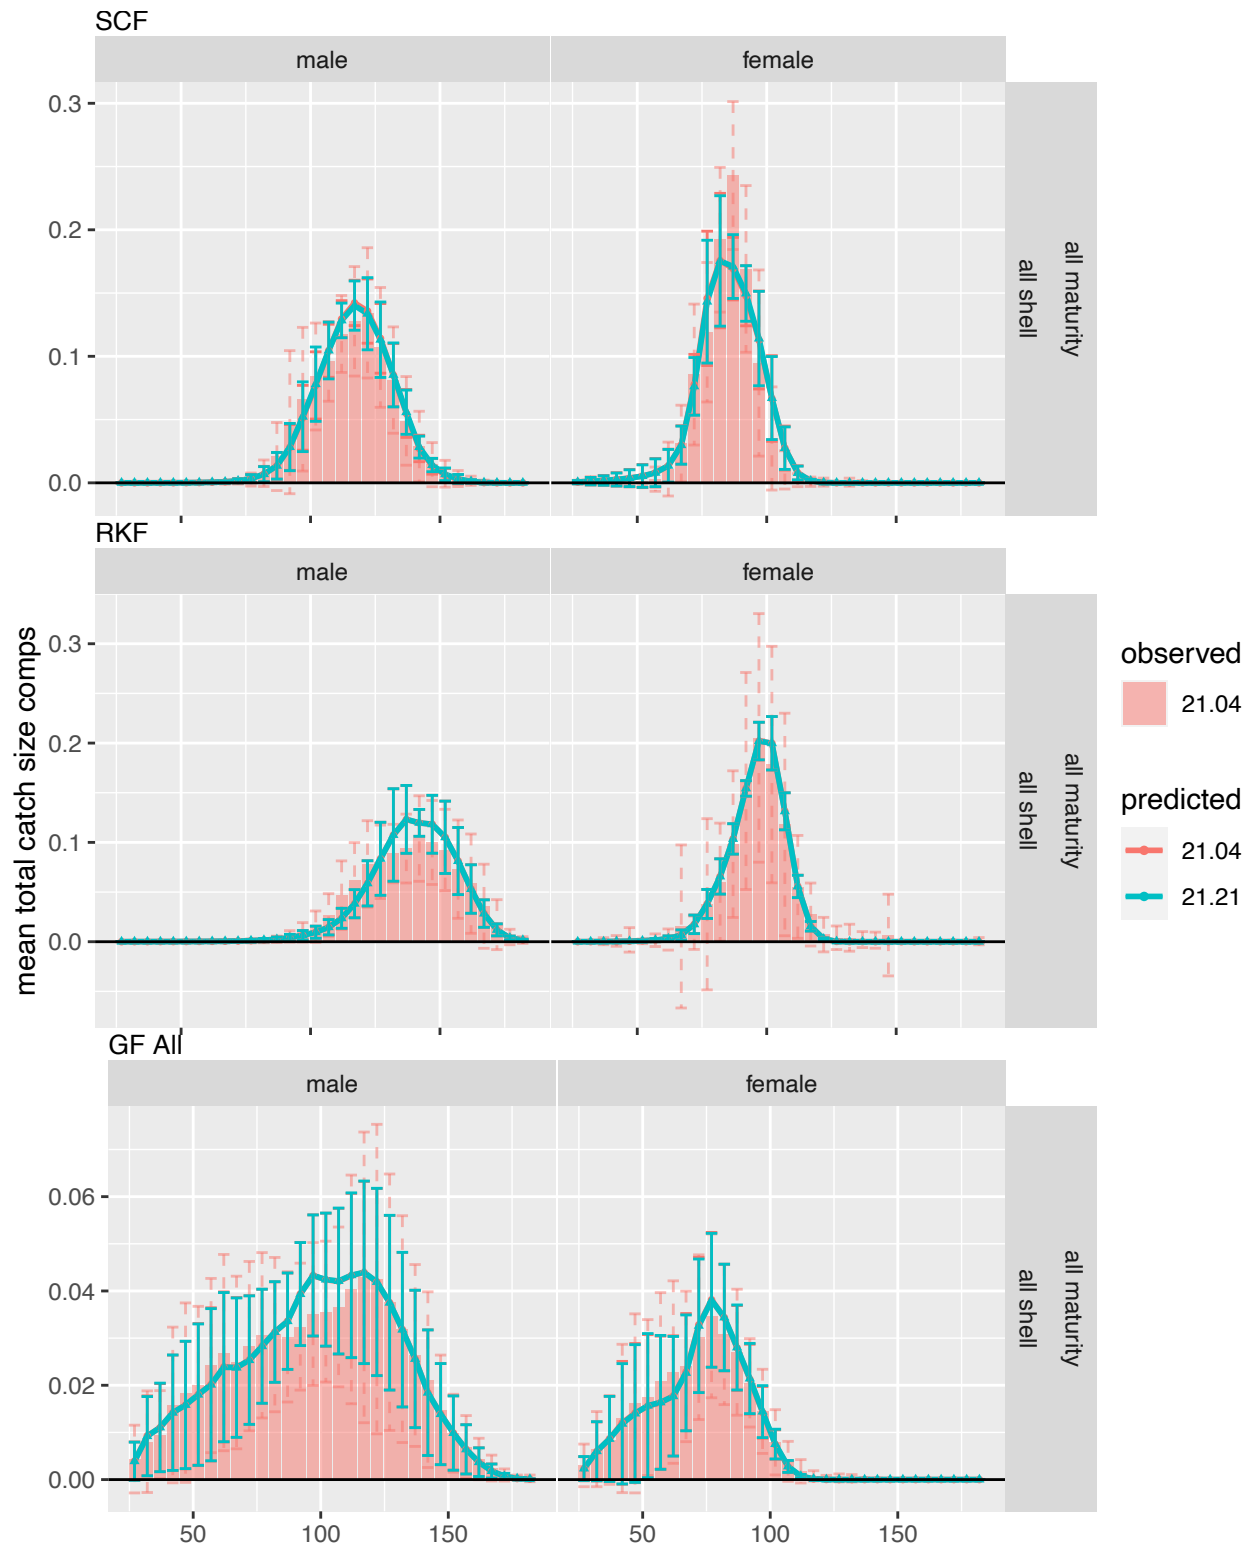 SCF
male female
0.3
0.2
0.1
0.0
all shell
all maturity
RKF
male female
0.3
0.2
0.1
0.0
all shell
all maturity
mean total catch size comps
observed
21.04
predicted
21.04
21.21
GF All
male female
0.06
0.04
0.02
0.00
all shell
all maturity
50 100 150 50 100 150